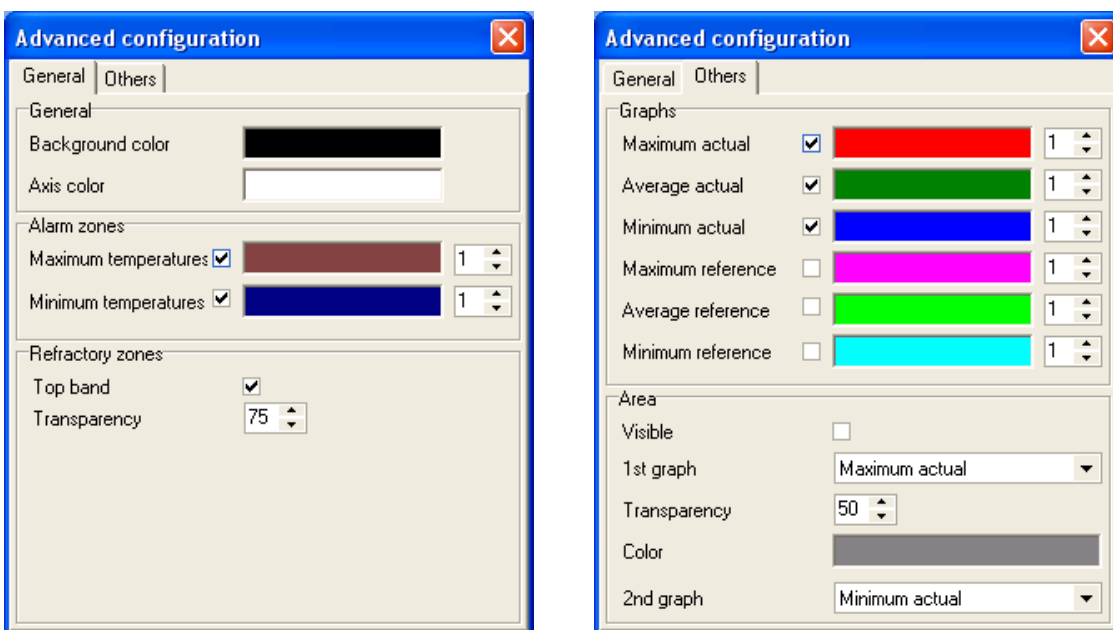 Advanced configuration
General Others
General
Background color
Axis color
Alarm zones
Maximum temperatures 1
Minimum temperatures 1
Refractory zones
Top band
Transparency 75
Advanced configuration
General Others
Graphs
Maximum actual 1
Average actual 1
Minimum actual 1
Maximum reference 1
Average reference 1
Minimum reference 1
Area
Visible
1st graph Maximum actual
Transparency 50
Color
2nd graph Minimum actual